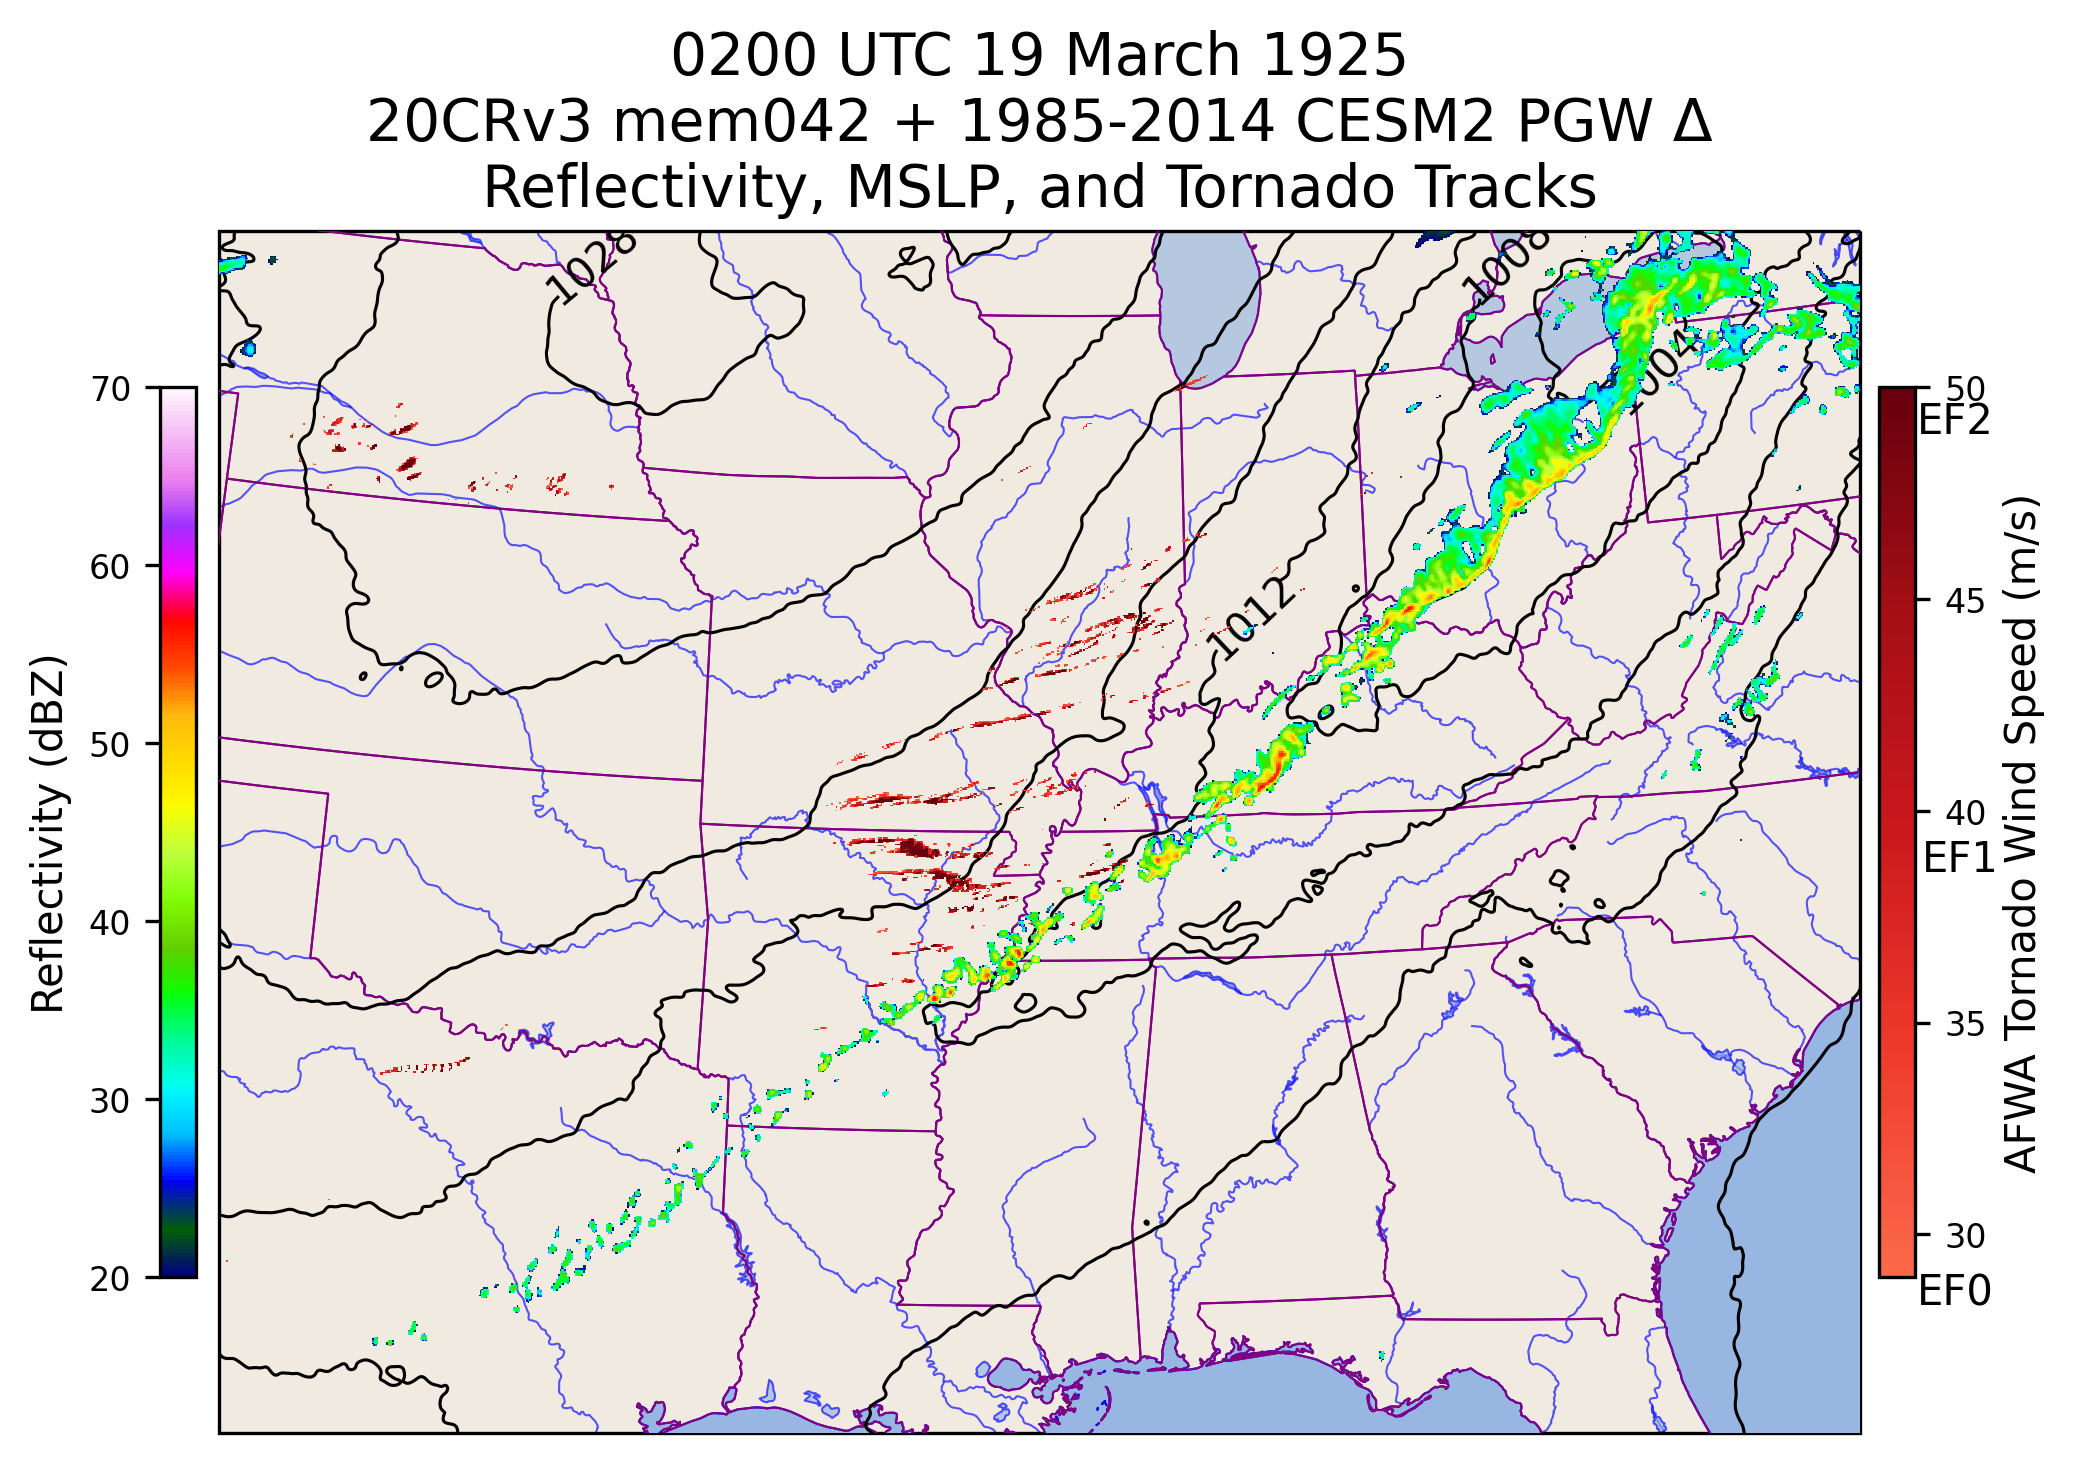 0200 UTC 19 March 1925
20CRv3 mem042 + 1985-2014 CESM2 PGW Δ
Reflectivity, MSLP, and Tornado Tracks
1028
1008
1004
1012
70
60
50
40
30
20
Reflectivity (dBZ)
50
EF2
45
40
EF1
35
30
EF0
AFWA Tornado Wind Speed (m/s)